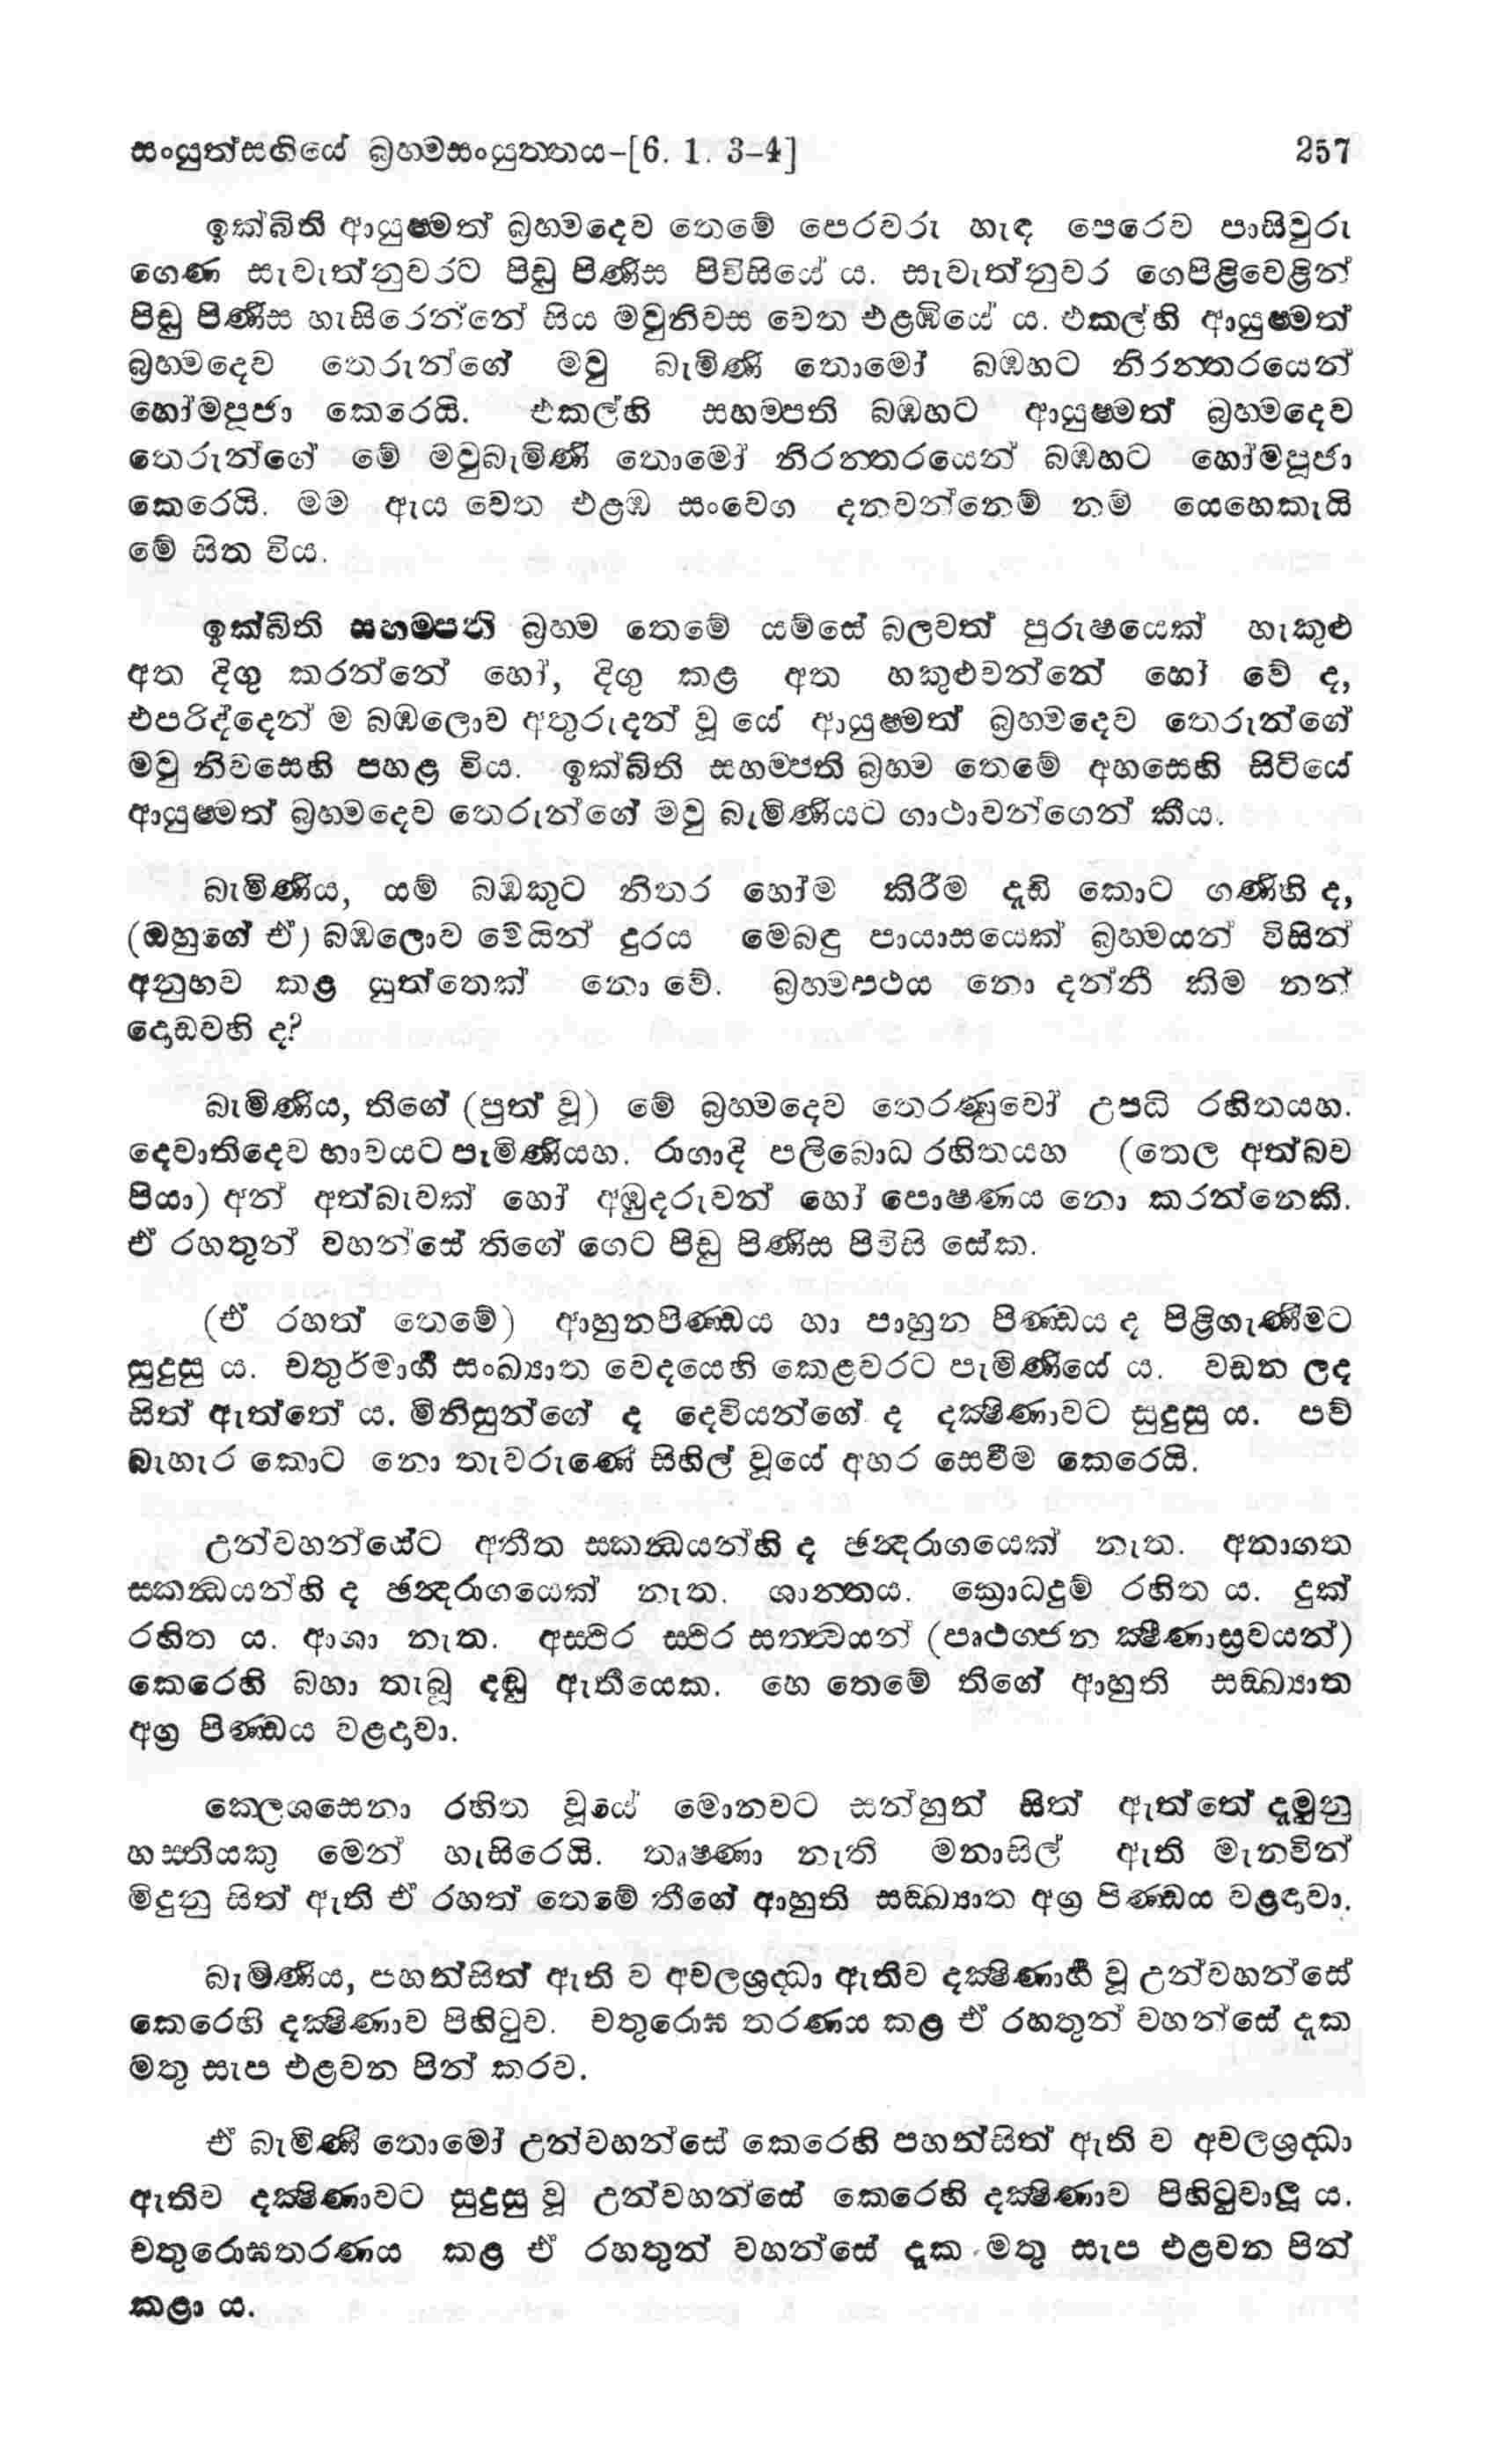 සංයුත්සඟියේ බ්‍රහ්මසංයුත්තය-[6. 1. 3-4] 257
ඉක්බිති ආයුෂ්මත් බ්‍රහ්මදෙව තෙමේ පෙරවරු හැඳ පෙරෙව පාසිවුරු
ගෙණ සැවැත්නුවරට පිඬු පිණිස පිවිසියේ ය. සැවැත්නුවර ගෙපිළිවෙළින්
පිඬු පිණිස හැසිරෙන්නේ සිය මවුනිවස වෙත එළඹියේ ය. එකල්හි ආයුෂ්මත්
බ්‍රහ්මදෙව තෙරුන්ගේ මවු බැමිණි තොමෝ බඹහට නිරන්තරයෙන්
හෝමපූජා කෙරෙයි. එකල්හි සහම්පති බඹහට ආයුෂ්මත් බ්‍රහ්මදෙව
තෙරුන්ගේ මේ මවුබැමිණි තොමෝ නිරන්තරයෙන් බඹහට හෝමපූජා
කෙරෙයි. මම ඇය වෙත එළඹ සංවෙග දනවන්නෙම් නම් යෙහෙකැයි
මේ සිත විය.
ඉක්බිති සහම්පති බ්‍රහ්ම තෙමේ යම්සේ බලවත් පුරුෂයෙක් හැකුළු
අත දිගු කරන්නේ හෝ, දිගු කළ අත හකුළුවන්නේ හෝ වේ ද,
එපරිද්දෙන් ම බඹලොව අතුරුදන් වූ යේ ආයුෂ්මත් බ්‍රහ්මදෙව තෙරුන්ගේ
මවු නිවසෙහි පහළ විය. ඉක්බිති සහම්පති බ්‍රහ්ම තෙමේ අහසෙහි සිටියේ
ආයුෂ්මත් බ්‍රහ්මදෙව තෙරුන්ගේ මවු බැමිණියට ගාථාවන්ගෙන් කීය.
බැමිණිය, යම් බඹකුට නිතර හෝම කිරීම දැඩි කොට ගණිහි ද,
(ඔහුගේ ඒ) බඹලොව මෙයින් දුරය මෙබඳු පායාසයෙක් බ්‍රහ්මයන් විසින්
අනුභව කළ යුත්තෙක් නො වේ. බ්‍රහ්මපථය නො දන්නී කිම නන්
දොඩවහි ද?
බැමිණිය, තිගේ (පුත් වූ) මේ බ්‍රහ්මදෙව තෙරණුවෝ උපධි රහිතයහ.
දෙවාතිදෙව භාවයට පැමිණියහ. රාගාදි පලිබොධ රහිතයහ (තෙල අත්බව
පියා) අන් අත්බැවක් හෝ අඹුදරුවන් හෝ පොෂණය නො කරන්නෙකි.
ඒ රහතුන් වහන්සේ තිගේ ගෙට පිඬු පිණිස පිවිසි සේක.
(ඒ රහත් තෙමේ) ආහුනපිණ්ඩය හා පාහුන පිණ්ඩය ද පිළිගැණීමට
සුදුසු ය. චතුර්මාර්ග සංඛ්‍යාත වෙදයෙහි කෙළවරට පැමිණියේ ය. වඩන ලද
සිත් ඇත්තේ ය. මිනිසුන්ගේ ද දෙවියන්ගේ ද දක්ෂිණාවට සුදුසු ය. පව්
බැහැර කොට නො තැවරුණේ සිහිල් වූයේ අහර සෙවීම කෙරෙයි.
උන්වහන්සේට අතීත ස්කන්ධයන්හි ද ඡන්දරාගයෙක් නැත. අනාගත
ස්කන්ධයන්හි ද ඡන්දරාගයෙක් නැත. ශාන්තය. ක්‍රොධදුම් රහිත ය. දුක්
රහිත ය. ආශා නැත. අස්ථිර ස්ථිර සත්ත්වයන් (පෘථග්ජන ක්ෂීණාස්‍රවයන්)
කෙරෙහි බහා තැබූ දඬු ඇතියෙක. හෙ තෙමේ තිගේ ආහුති සඞ්ඛ්‍යාත
අග්‍ර පිණ්ඩය වළඳාවා.
ක්ලෙශසෙනා රහිත වූයේ මොනවට සන්හුන් සිත් ඇත්තේ දැමුනු
හස්තියකු මෙන් හැසිරෙයි. තෘෂ්ණා නැති මනාසිල් ඇති මැනවින්
මිදුනු සිත් ඇති ඒ රහත් තෙමේ තීගේ ආහුති සඞ්ඛ්‍යාත අග්‍ර පිණ්ඩය වළඳාවා.
බැමිණිය, පහන්සිත් ඇති ව අචලශ්‍රද්ධා ඇතිව දක්ෂිණාර්හ වූ උන්වහන්සේ
කෙරෙහි දක්ෂිණාව පිහිටුව. චතුරොඝ තරණය කළ ඒ රහතුන් වහන්සේ දැක
මතු සැප එළවන පින් කරව.
ඒ බැමිණි තොමෝ උන්වහන්සේ කෙරෙහි පහන්සිත් ඇති ව අචලශ්‍රද්ධා
ඇතිව දක්ෂිණාවට සුදුසු වූ උන්වහන්සේ කෙරෙහි දක්ෂිණාව පිහිටුවාලූ ය.
චතුරොඝතරණය කළ ඒ රහතුන් වහන්සේ දැක මතු සැප එළවන පින්
කළා ය.